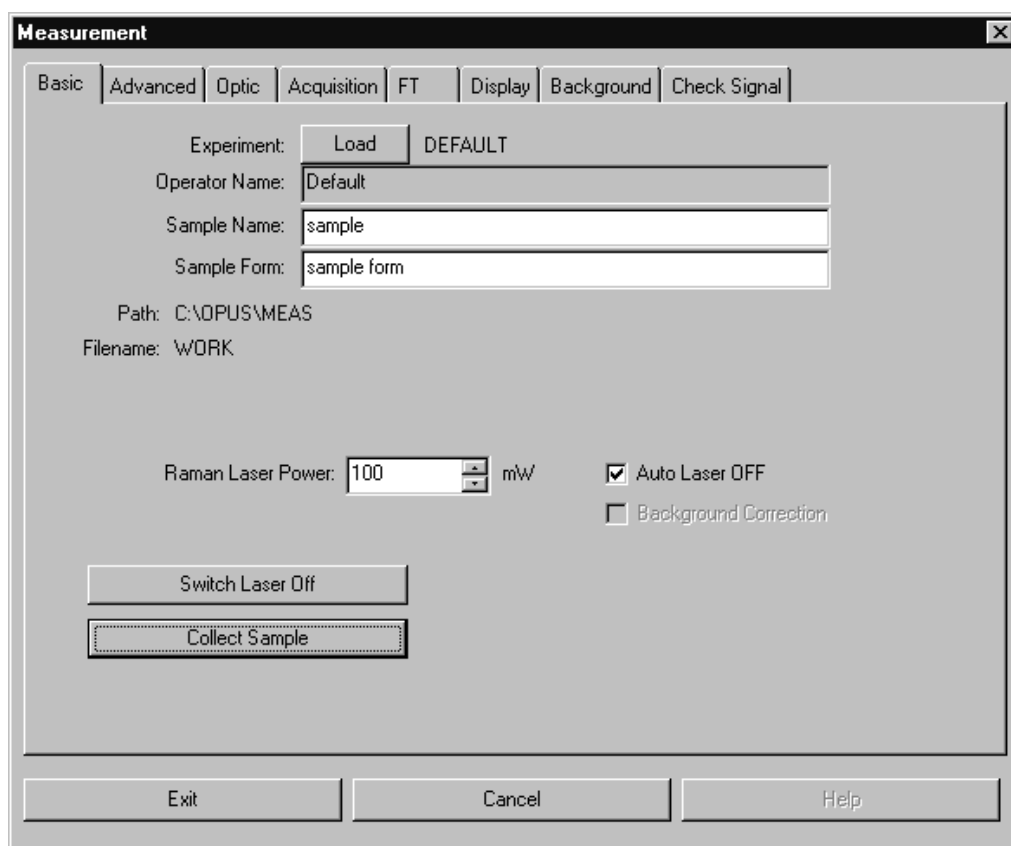 Measurement
Basic Advanced Optic Acquisition FT Display Background Check Signal
Experiment: Load DEFAULT
Operator Name: Default
Sample Name: sample
Sample Form: sample form
Path: C:\OPUS\MEAS
Filename: WORK
Raman Laser Power: 100 mW Auto Laser OFF
Background Correction
Switch Laser Off
Collect Sample
Exit Cancel Help